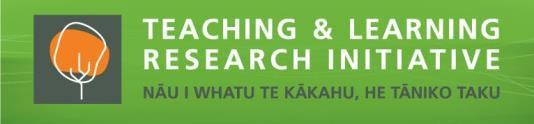 TEACHING & LEARNING
RESEARCH INITIATIVE
NĀU I WHATU TE KĀKAHU, HE TĀNIKO TAKU